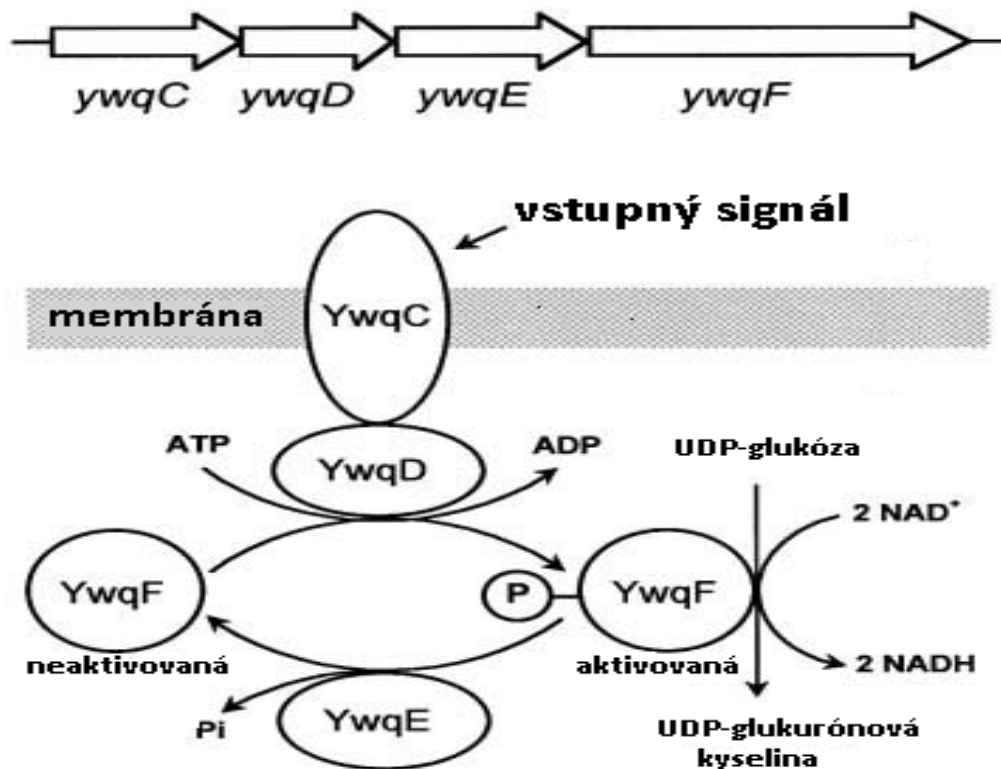 ywqC ywqD ywqE ywqF
vstupný signál
membrána YwqC
ATP YwqD ADP UDP-glukóza
2 NAD⁺
YwqF P YwqF
neaktivovaná aktivovaná 2 NADH
Pi YwqE UDP-glukurónová
kyselina